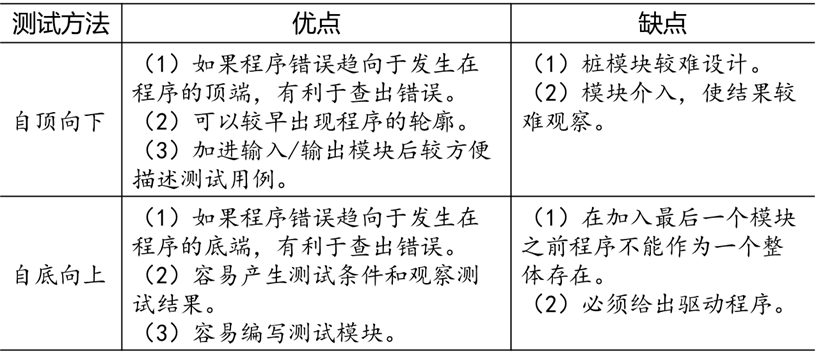 测试方法
优点
缺点
自顶向下
（1）如果程序错误趋向于发生在
程序的顶端，有利于查出错误。
（2）可以较早出现程序的轮廓。
（3）加进输入/输出模块后较方便
描述测试用例。
（1）桩模块较难设计。
（2）模块介入，使结果较
难观察。
自底向上
（1）如果程序错误趋向于发生在
程序的底端，有利于查出错误。
（2）容易产生测试条件和观察测
试结果。
（3）容易编写测试模块。
（1）在加入最后一个模块
之前程序不能作为一个整
体存在。
（2）必须给出驱动程序。